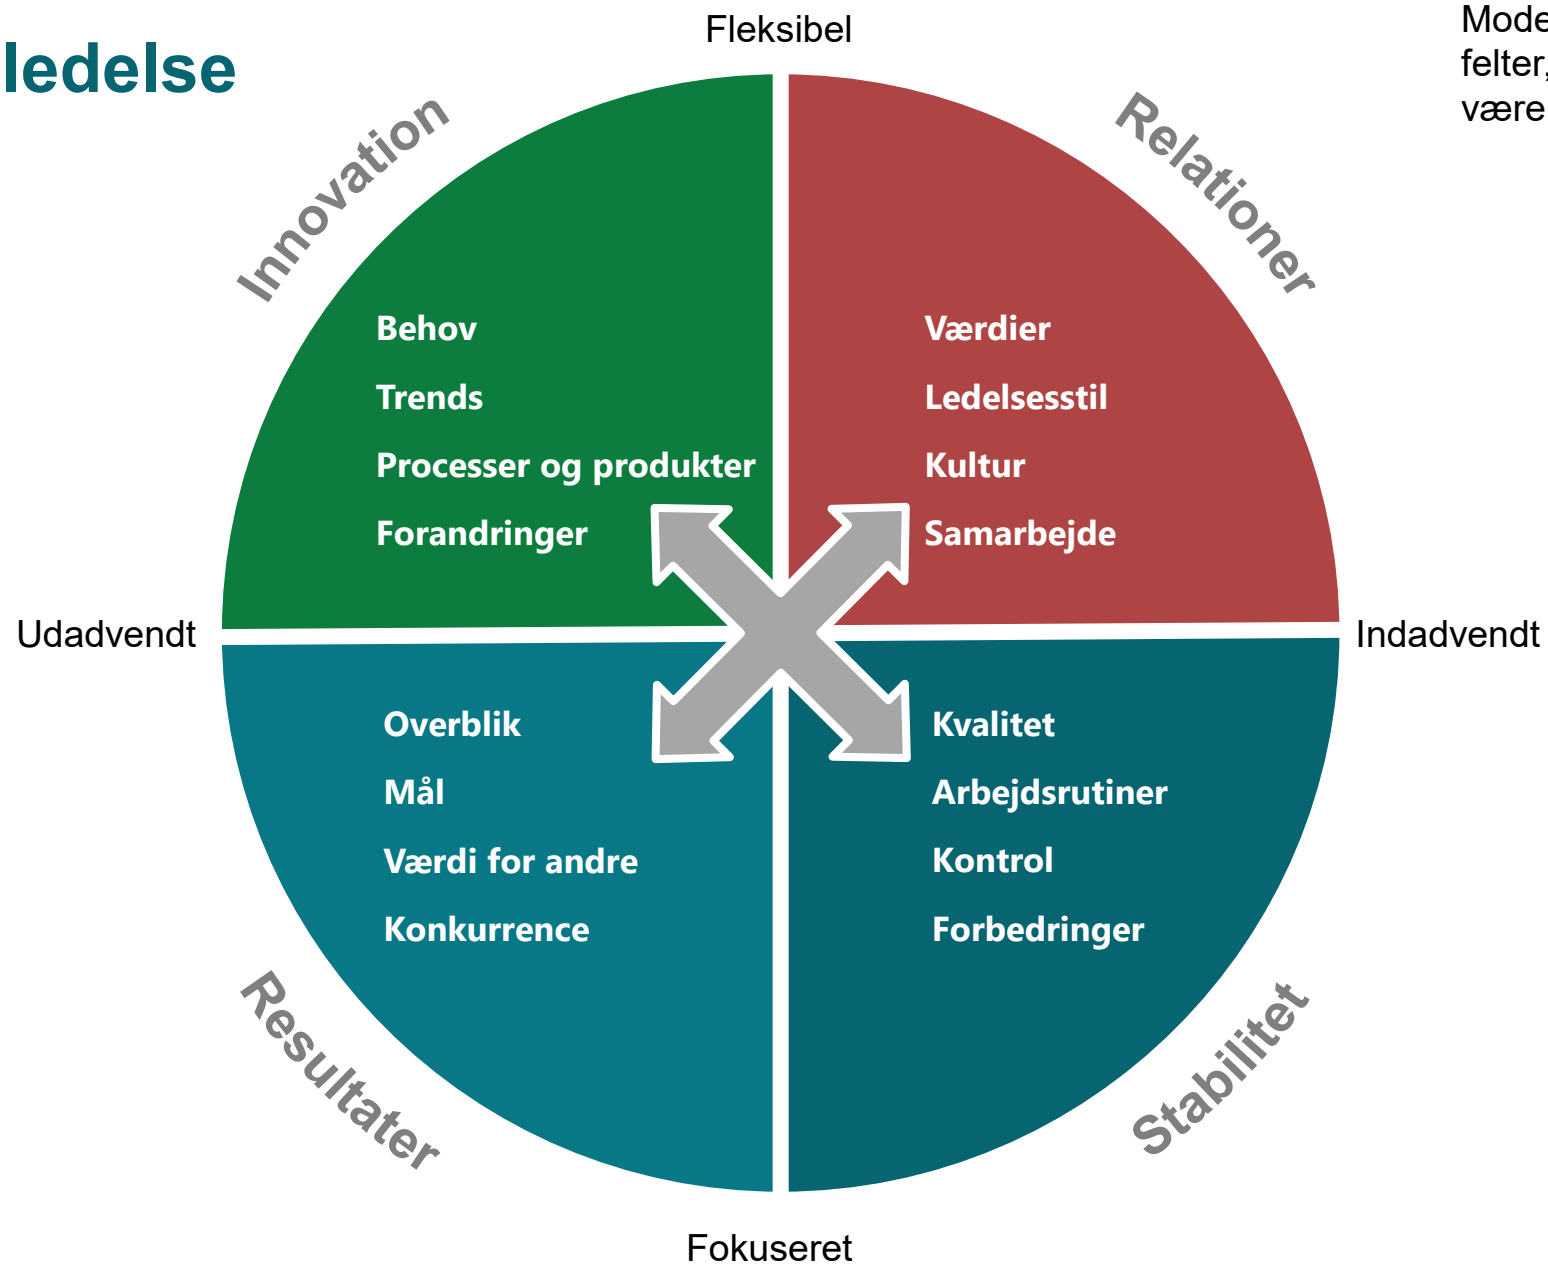 ledelse
Fleksibel
felter,
være
Innovation
Relationer
Behov
Trends
Processer og produkter
Forandringer
Værdier
Ledelsesstil
Kultur
Samarbejde
Udadvendt
Indadvendt
Overblik
Mål
Værdi for andre
Konkurrence
Kvalitet
Arbejdsrutiner
Kontrol
Forbedringer
Resultater
Stabilitet
Fokuseret